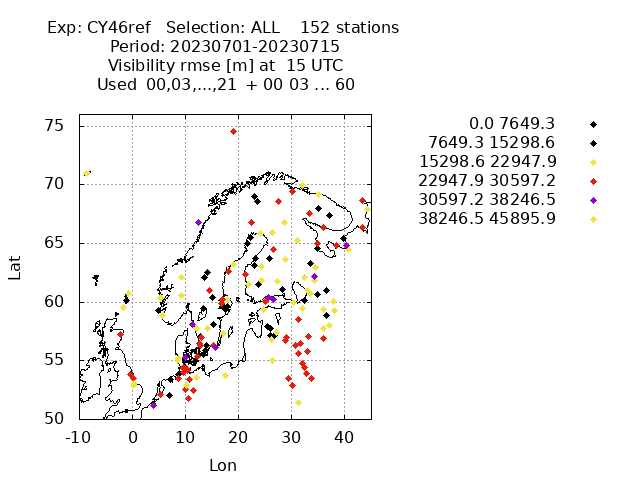 Exp: CY46ref Selection: ALL 152 stations
Period: 20230701-20230715
Visibility rmse [m] at 15 UTC
Used 00,03,...,21 + 00 03 ... 60
0.0 7649.3
7649.3 15298.6
15298.6 22947.9
22947.9 30597.2
30597.2 38246.5
38246.5 45895.9
75
70
65
60
55
50
Lat
-10 0 10 20 30 40
Lon